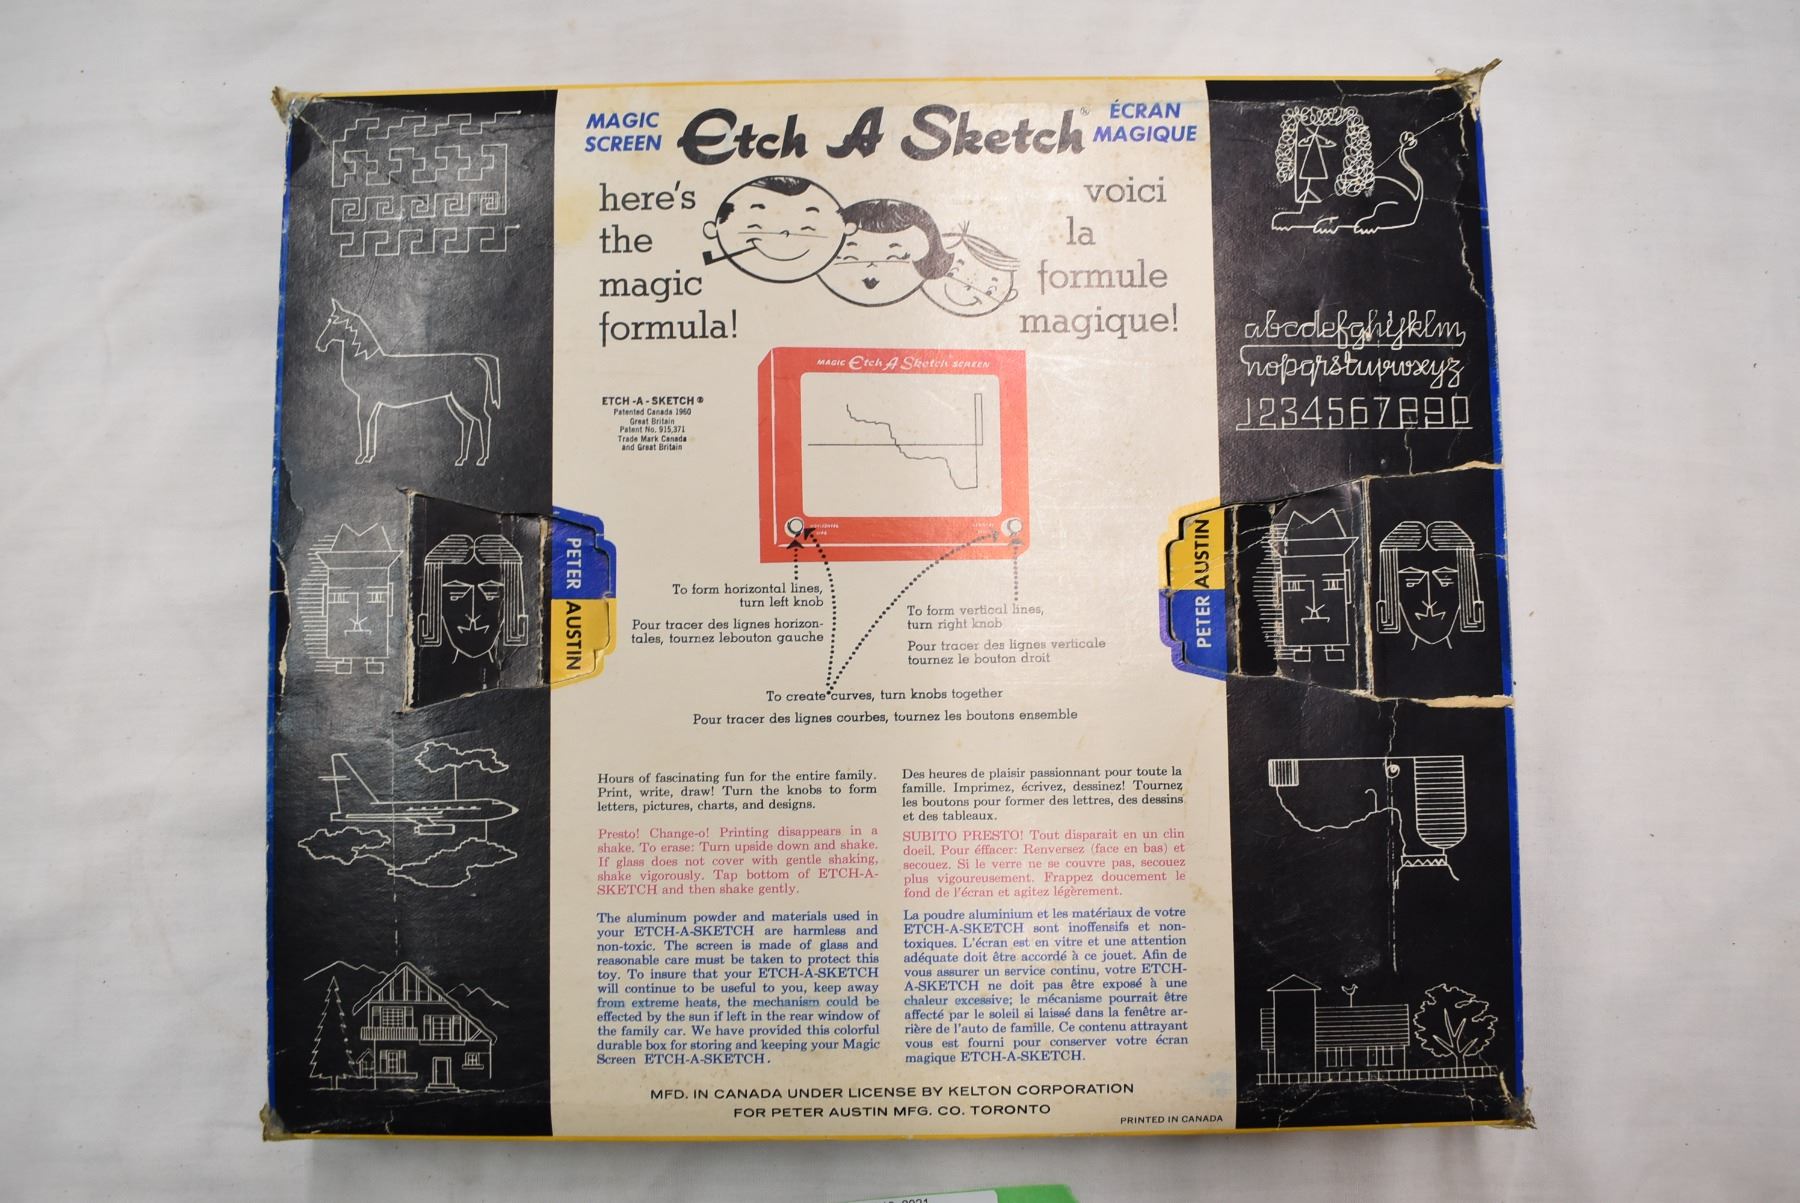 MAGIC
SCREEN
Etch A Sketch®
ÉCRAN
MAGIQUE
here's
the
magic
formula!
voici
la
formule
magique!
abcdefghijklm
nopqrstuvwxyz
1234567890
ETCH-A-SKETCH®
Patented Canada 1960
Great Britain
Patent No. 915,371
Trade Mark Canada
and Great Britain
MAGIC Etch A Sketch SCREEN
HORIZONTAL
PETER AUSTIN
PETER AUSTIN
To form horizontal lines,
turn left knob
Pour tracer des lignes horizon-
tales, tournez lebouton gauche
To form vertical lines,
turn right knob
Pour tracer des lignes verticale
tournez le bouton droit
To create curves, turn knobs together
Pour tracer des lignes courbes, tournez les boutons ensemble
Hours of fascinating fun for the entire family.
Print, write, draw! Turn the knobs to form
letters, pictures, charts, and designs.
Presto! Change-o! Printing disappears in a
shake. To erase: Turn upside down and shake.
If glass does not cover with gentle shaking,
shake vigorously. Tap bottom of ETCH-A-
SKETCH and then shake gently.
The aluminum powder and materials used in
your ETCH-A-SKETCH are harmless and
non-toxic. The screen is made of glass and
reasonable care must be taken to protect this
toy. To insure that your ETCH-A-SKETCH
will continue to be useful to you, keep away
from extreme heats, the mechanism could be
effected by the sun if left in the rear window of
the family car. We have provided this colorful
durable box for storing and keeping your Magic
Screen ETCH-A-SKETCH.
Des heures de plaisir passionnant pour toute la
famille. Imprimez, écrivez, dessinez! Tournez
les boutons pour former des lettres, des dessins
et des tableaux.
SUBITO PRESTO! Tout disparait en un clin
doeil. Pour éffacer: Renversez (face en bas) et
secouez. Si le verre ne se couvre pas, secouez
plus vigoureusement. Frappez doucement le
fond de l'écran et agitez légèrement.
La poudre aluminium et les matériaux de votre
ETCH-A-SKETCH sont inoffensifs et non-
toxiques. L'écran est en vitre et une attention
adéquate doit être accordé à ce jouet. Afin de
vous assurer un service continu, votre ETCH-
A-SKETCH ne doit pas être exposé à une
chaleur excessive; le mécanisme pourrait être
affecté par le soleil si laissé dans la fenêtre ar-
rière de l'auto de famille. Ce contenu attrayant
vous est fourni pour conserver votre écran
magique ETCH-A-SKETCH.
MFD. IN CANADA UNDER LICENSE BY KELTON CORPORATION
FOR PETER AUSTIN MFG. CO. TORONTO
PRINTED IN CANADA